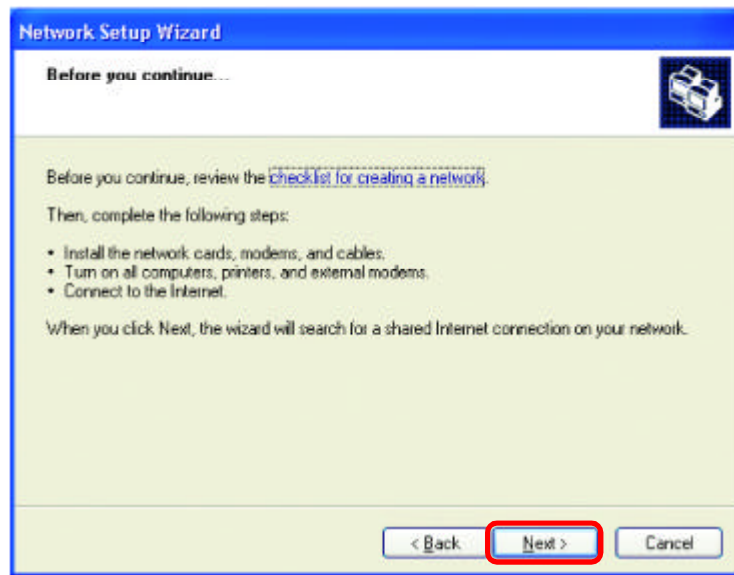 Network Setup Wizard
Before you continue...
Before you continue, review the checklist for creating a network.
Then, complete the following steps:
• Install the network cards, modems, and cables.
• Turn on all computers, printers, and external modems.
• Connect to the Internet.
When you click Next, the wizard will search for a shared Internet connection on your network.
< Back Next > Cancel